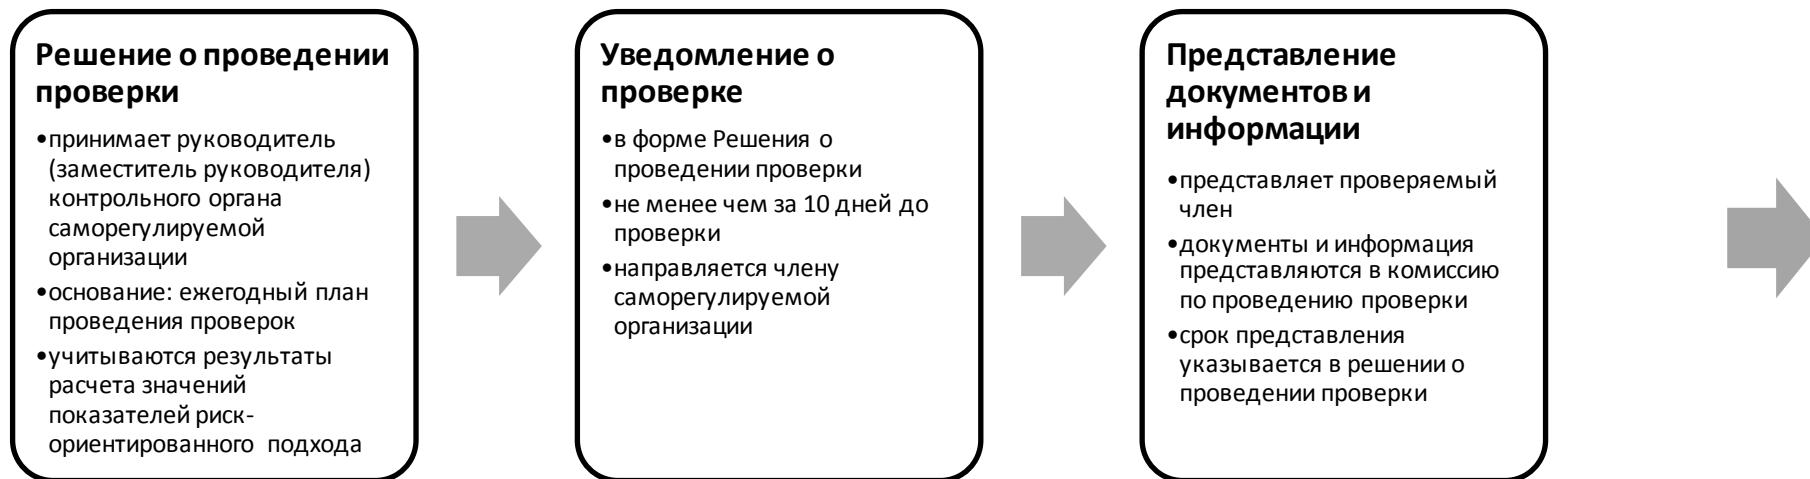 Решение о проведении
проверки
•принимает руководитель
(заместитель руководителя)
контрольного органа
саморегулируемой
организации
•основание: ежегодный план
проведения проверок
•учитываются результаты
расчета значений
показателей риск-
ориентированного подхода
Уведомление о
проверке
•в форме Решения о
проведении проверки
•не менее чем за 10 дней до
проверки
•направляется члену
саморегулируемой
организации
Представление
документов и
информации
•представляет проверяемый
член
•документы и информация
представляются в комиссию
по проведению проверки
•срок представления
указывается в решении о
проведении проверки